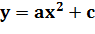 y = ax² + c